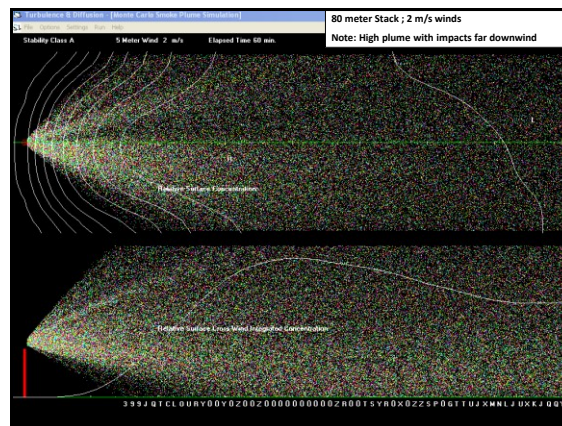 Turbulence & Diffusion - [Monte Carlo Smoke Plume Simulation]
File Options Settings Run Help
Stability Class A 5 Meter Wind 2 m/s Elapsed Time 60 min.
80 meter Stack ; 2 m/s winds
Note: High plume with impacts far downwind
Relative Surface Concentration
Relative Surface Cross Wind Integrated Concentration